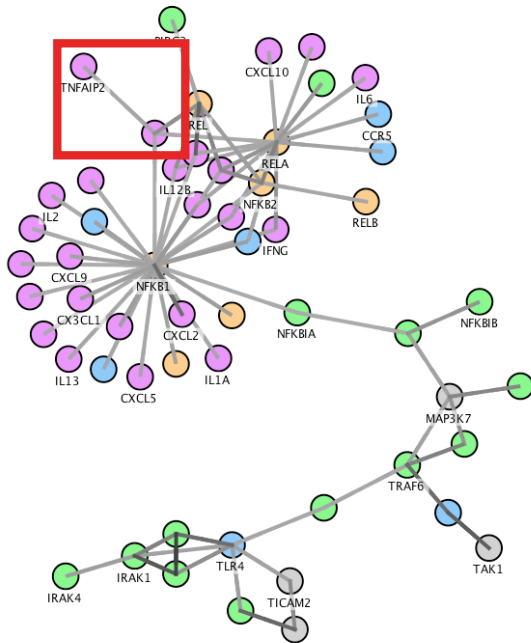 TNFAIP2
CXCL10
IL6
REL
CCR5
RELA
IL12B
NFKB2
IL2
RELB
IFNG
CXCL9
NFKB1
CX3CL1
NFKBIA
NFKBIB
CXCL2
IL13
IL1A
CXCL5
MAP3K7
TRAF6
TAK1
IRAK1
TLR4
IRAK4
TICAM2